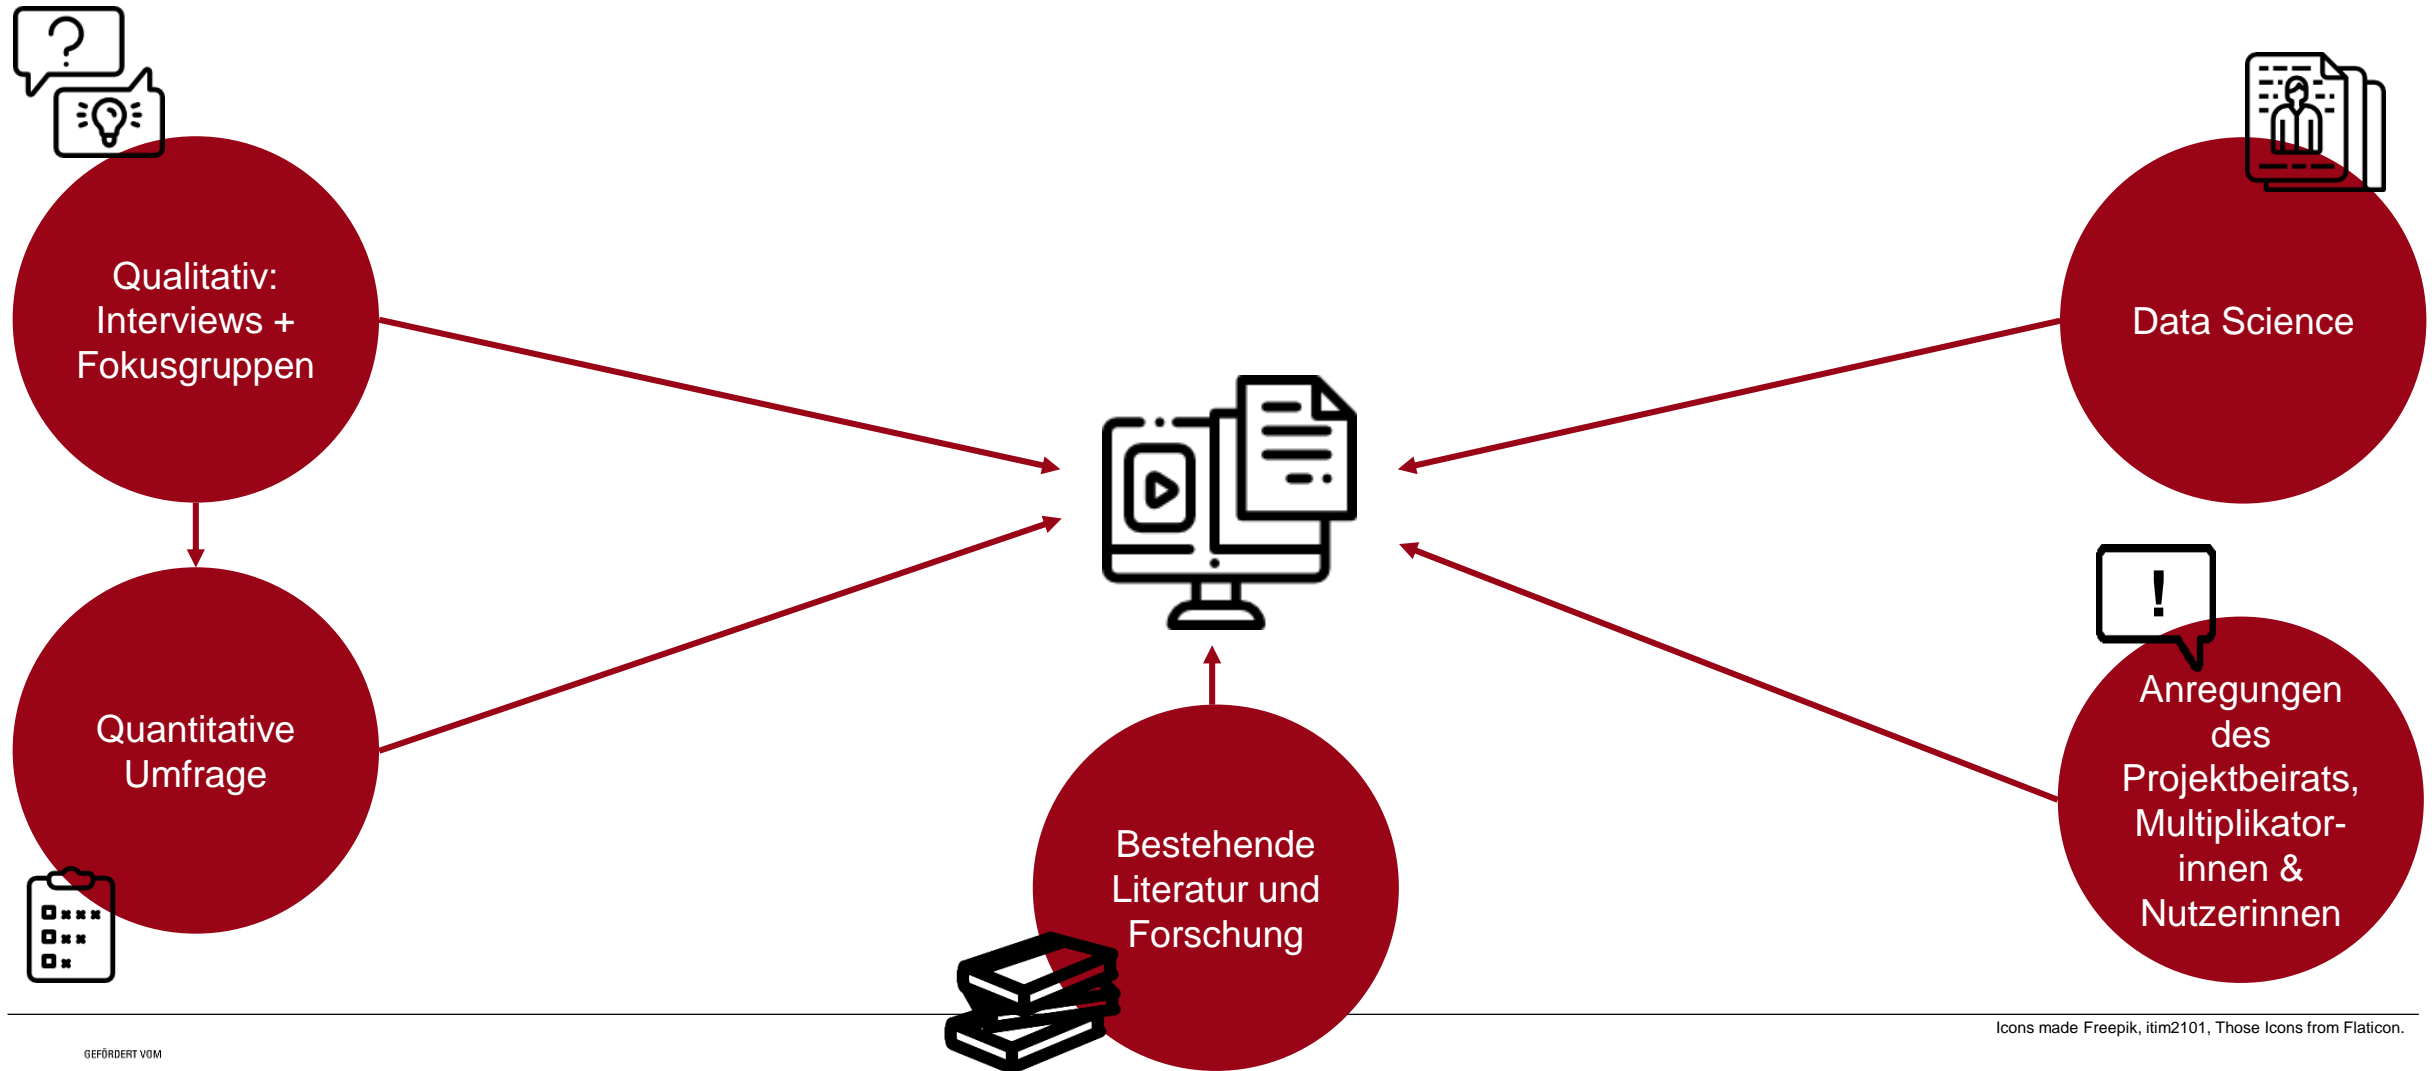 Qualitativ:
Interviews +
Fokusgruppen
Data Science
Quantitative
Umfrage
Bestehende
Literatur und
Forschung
!
Anregungen
des
Projektbeirats,
Multiplikator-
innen &
Nutzerinnen
Icons made Freepik, itim2101, Those Icons from Flaticon.
GEFÖRDERT VOM